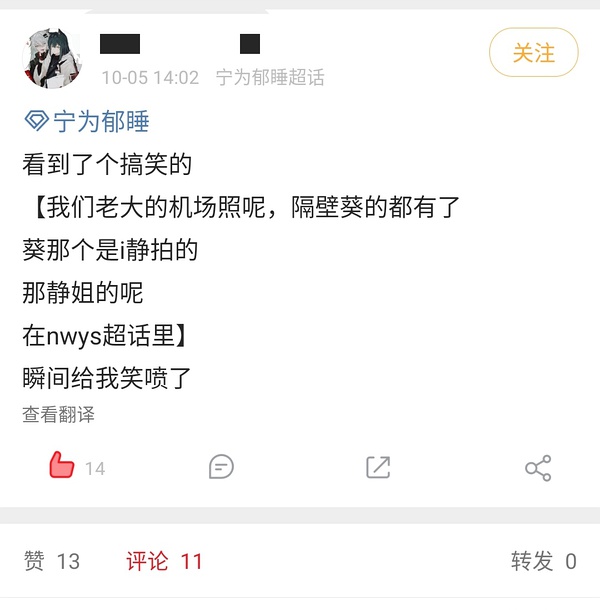 关注
10-05 14:02 宁为郁睡超话
宁为郁睡
看到了个搞笑的
【我们老大的机场照呢，隔壁葵的都有了
葵那个是i静拍的
那静姐的呢
在nwys超话里】
瞬间给我笑喷了
查看翻译
14
赞 13 评论 11 转发 0